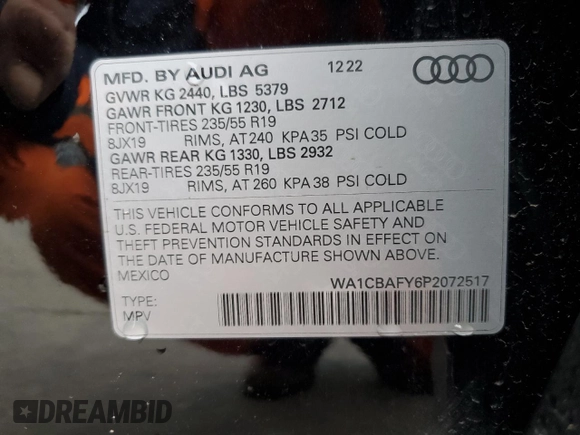 MFD. BY AUDI AG 12 22
GVWR KG 2440, LBS 5379
GAWR FRONT KG 1230, LBS 2712
FRONT-TIRES 235/55 R19
8JX19 RIMS, AT 240 KPA 35 PSI COLD
GAWR REAR KG 1330, LBS 2932
REAR-TIRES 235/55 R19
8JX19 RIMS, AT 260 KPA 38 PSI COLD
THIS VEHICLE CONFORMS TO ALL APPLICABLE
U.S. FEDERAL MOTOR VEHICLE SAFETY AND
THEFT PREVENTION STANDARDS IN EFFECT ON
THE DATE OF MANUFACTURE SHOWN ABOVE.
MEXICO
WA1CBAFY6P2072517
TYPE:
MPV
DREAMBID